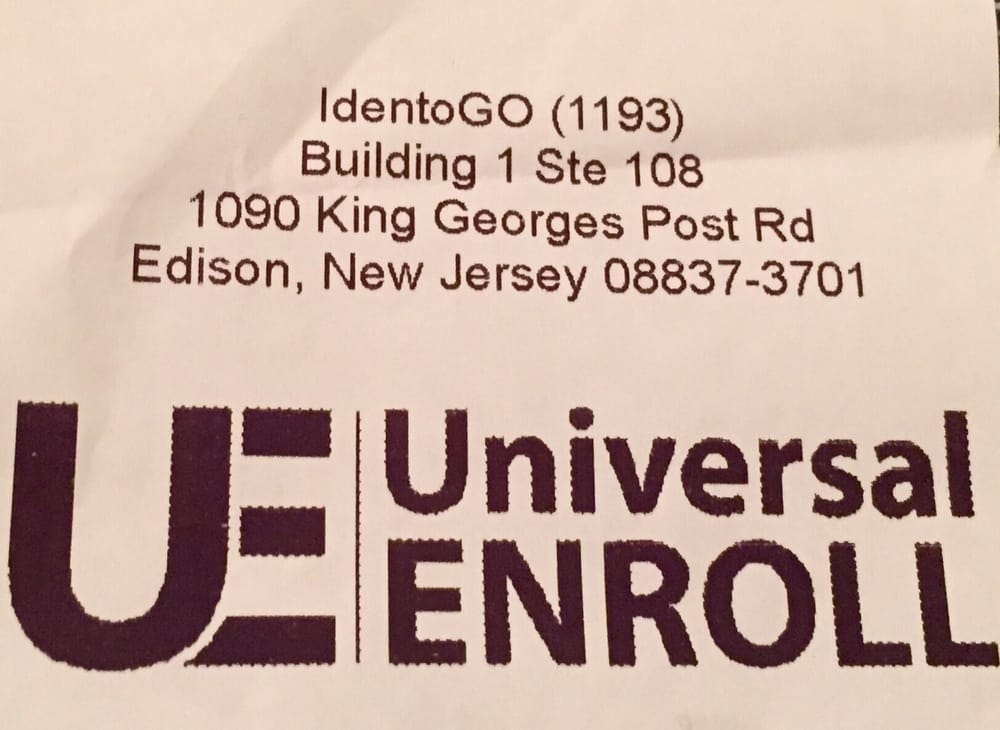 IdentoGO (1193)
Building 1 Ste 108
1090 King Georges Post Rd
Edison, New Jersey 08837-3701
UE
Universal
ENROLL